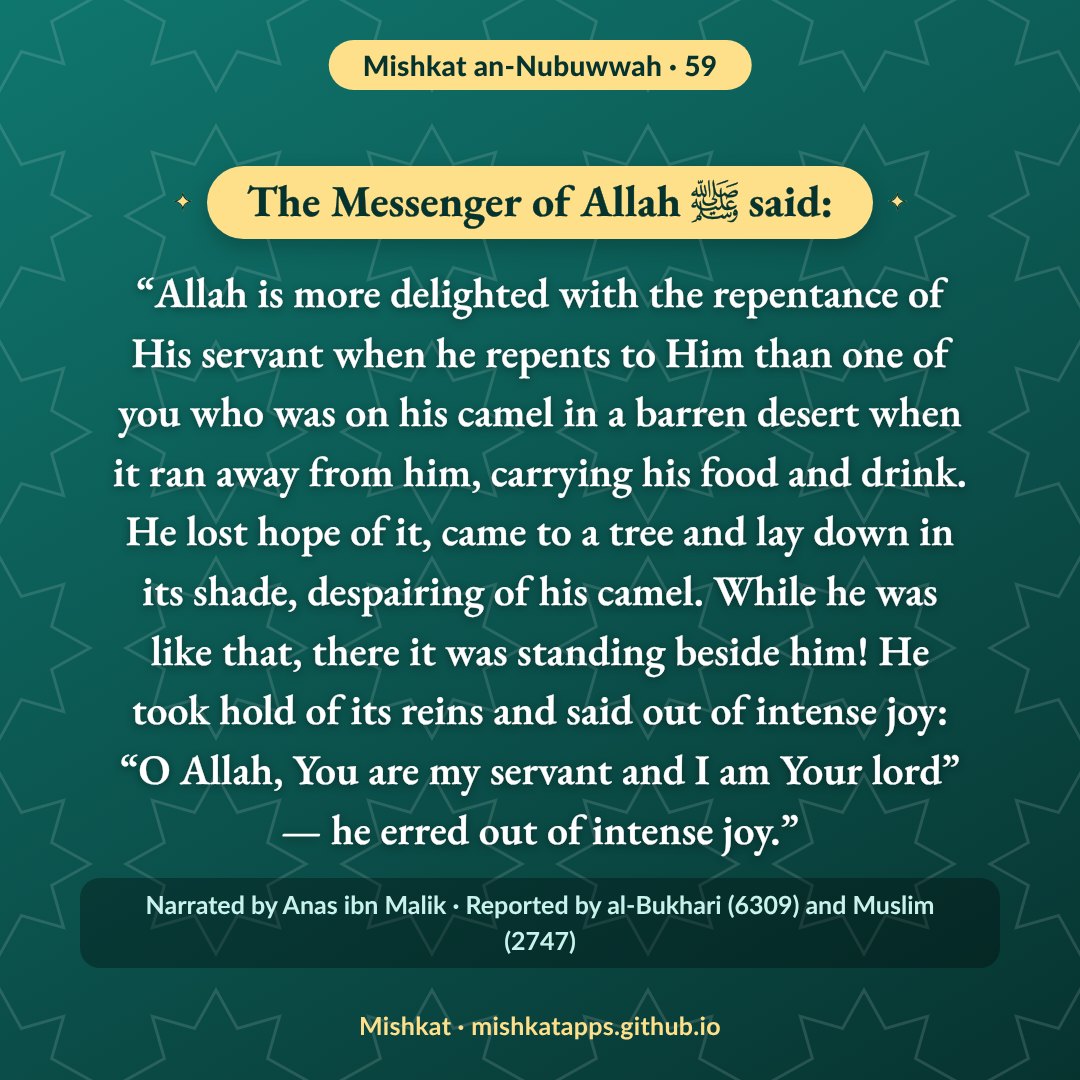 Mishkat an-Nubuwwah · 59
The Messenger of Allah ﷺ said:
“Allah is more delighted with the repentance of
His servant when he repents to Him than one of
you who was on his camel in a barren desert when
it ran away from him, carrying his food and drink.
He lost hope of it, came to a tree and lay down in
its shade, despairing of his camel. While he was
like that, there it was standing beside him! He
took hold of its reins and said out of intense joy:
“O Allah, You are my servant and I am Your lord”
— he erred out of intense joy.”
Narrated by Anas ibn Malik · Reported by al-Bukhari (6309) and Muslim
(2747)
Mishkat · mishkatapps.github.io